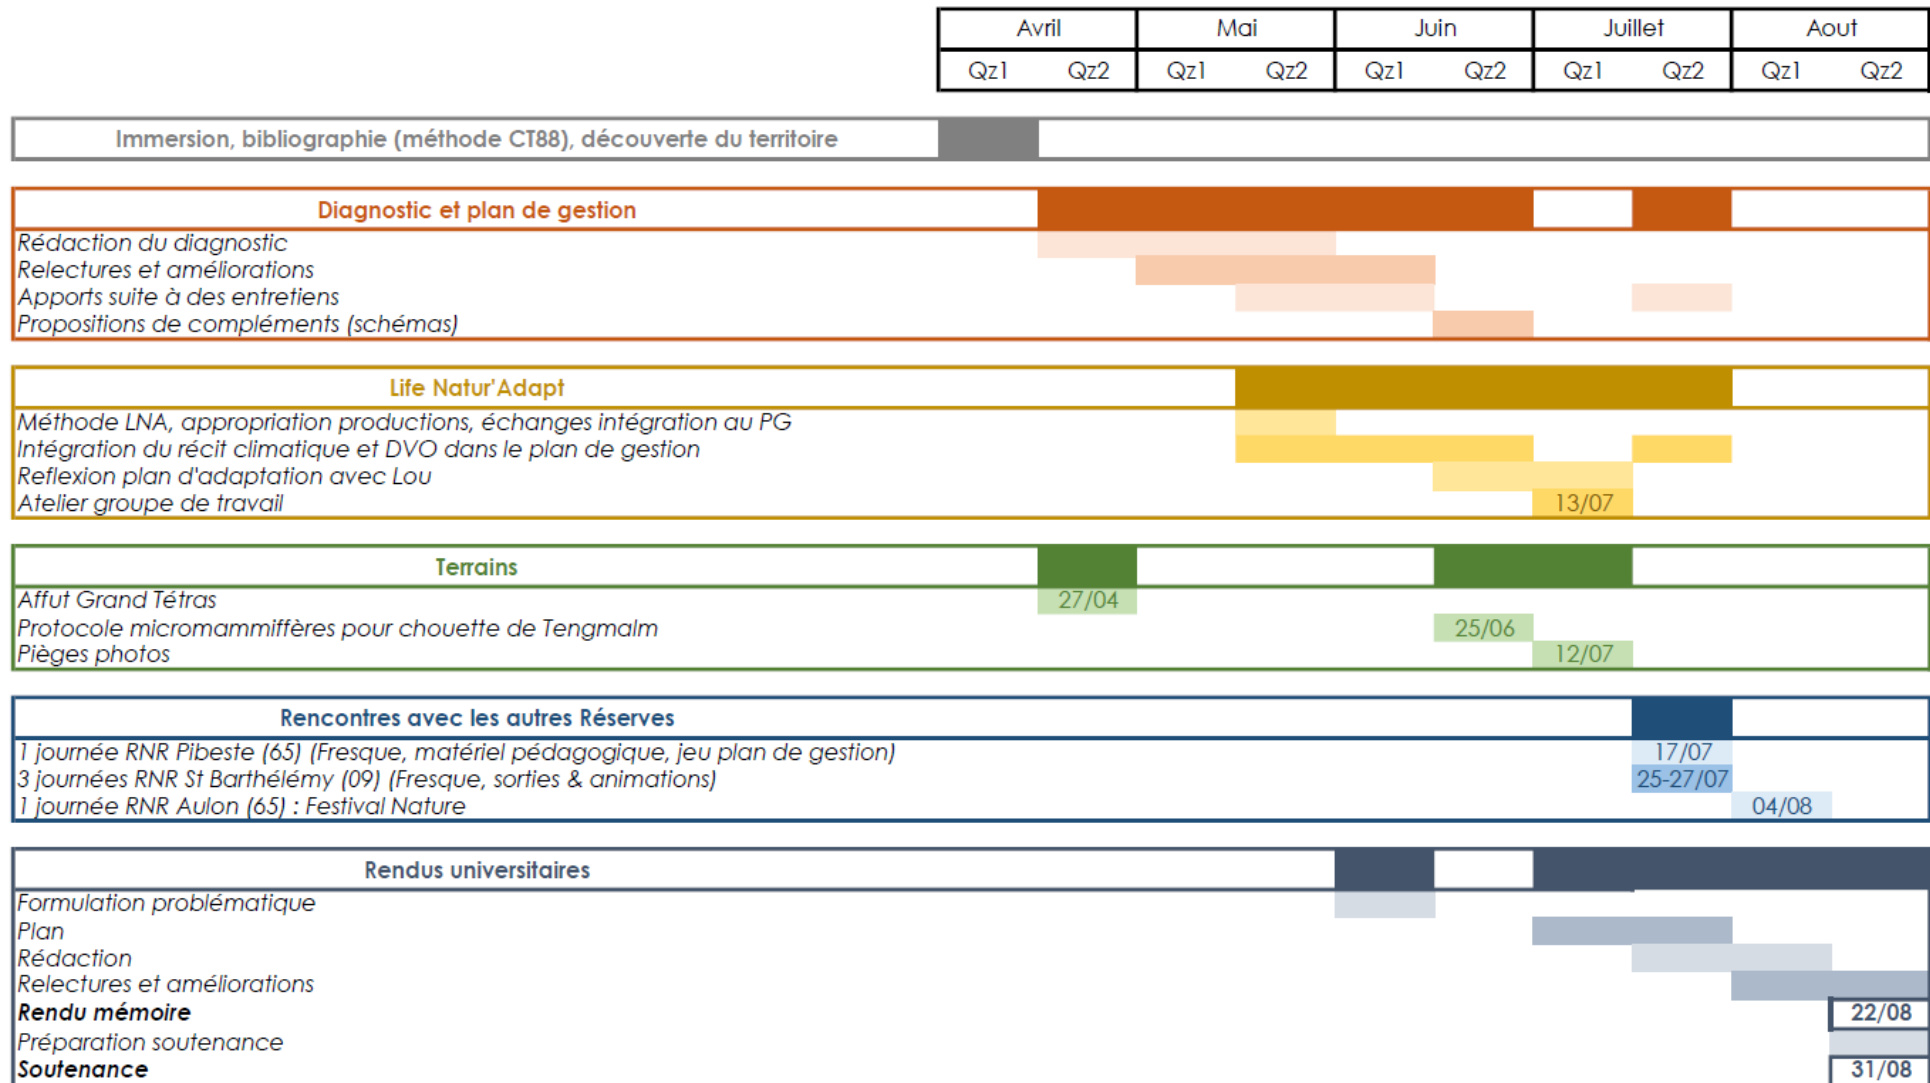 Avril Mai Juin Juillet Aout
Qz1 Qz2 Qz1 Qz2 Qz1 Qz2 Qz1 Qz2 Qz1 Qz2
Immersion, bibliographie (méthode CT88), découverte du territoire
Diagnostic et plan de gestion
Rédaction du diagnostic
Relectures et améliorations
Apports suite à des entretiens
Propositions de compléments (schémas)
Life Natur'Adapt
Méthode LNA, appropriation productions, échanges intégration au PG
Intégration du récit climatique et DVO dans le plan de gestion
Reflexion plan d'adaptation avec Lou
Atelier groupe de travail 13/07
Terrains
Affut Grand Tétras 27/04
Protocole micromammiffères pour chouette de Tengmalm 25/06
Pièges photos 12/07
Rencontres avec les autres Réserves
1 journée RNR Pibeste (65) (Fresque, matériel pédagogique, jeu plan de gestion) 17/07
3 journées RNR St Barthélémy (09) (Fresque, sorties & animations) 25-27/07
1 journée RNR Aulon (65) : Festival Nature 04/08
Rendus universitaires
Formulation problématique
Plan
Rédaction
Relectures et améliorations
Rendu mémoire 22/08
Préparation soutenance
Soutenance 31/08